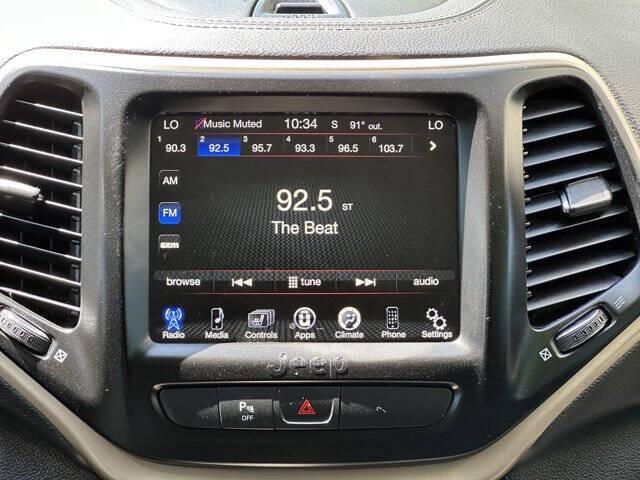 LO Music Muted 10:34 S 91° out. LO
1 90.3 2 92.5 3 95.7 4 93.3 5 96.5 6 103.7
AM
92.5 ST
FM
The Beat
sxm
browse tune audio
Radio Media Controls Apps Climate Phone Settings
Jeep
P OFF